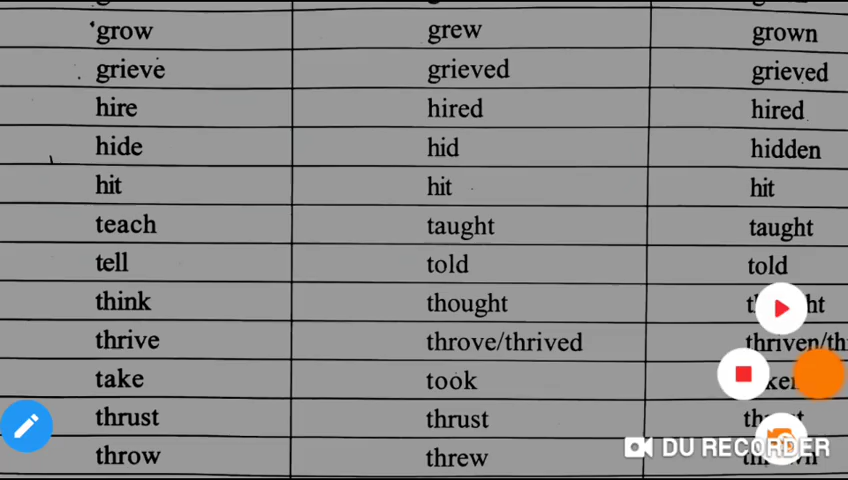 grow grew grown
grieve grieved grieved
hire hired hired
hide hid hidden
hit hit hit
teach taught taught
tell told told
think thought
thrive throve/thrived
take took
thrust thrust
throw threw
DU RECORDER